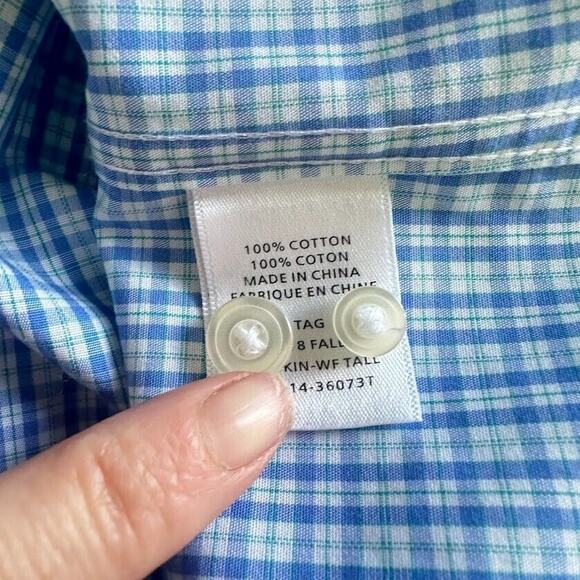 100% COTTON
100% COTON
MADE IN CHINA
FABRIQUE EN CHINE
TAG
8 FALL
KIN-WF TALL
14-36073T